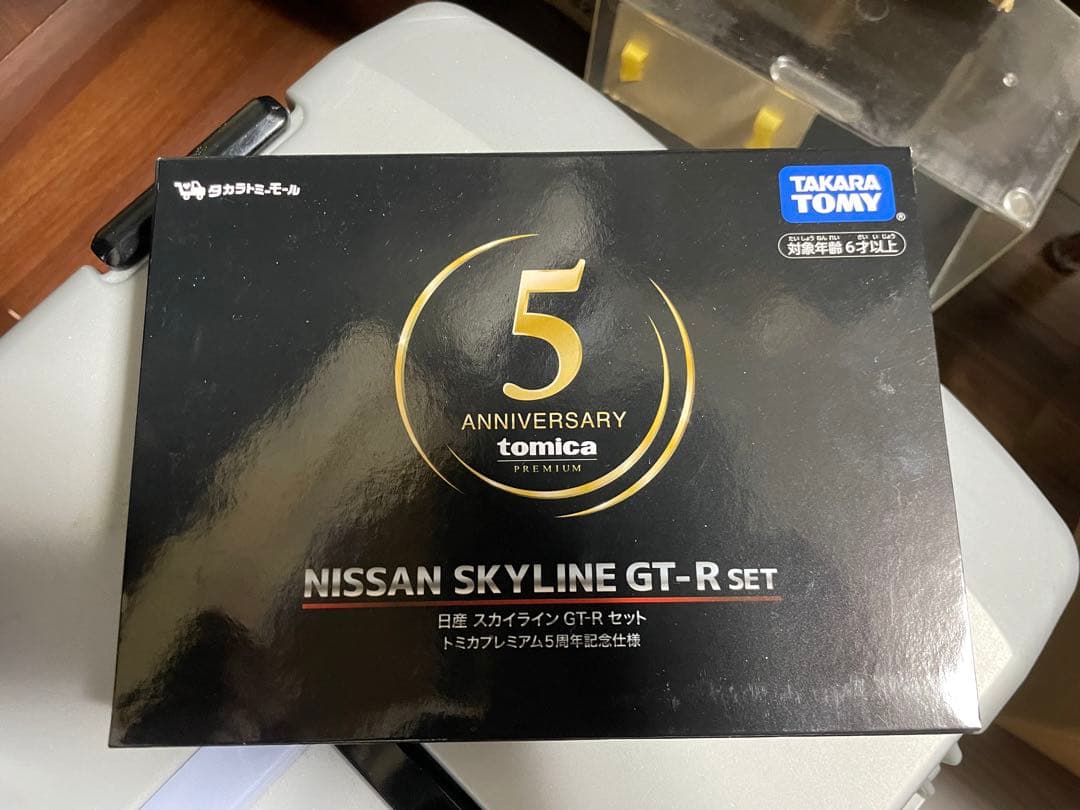 タカラトミーモール
TAKARA
TOMY®
たいしょうねんれい さいいじょう
対象年齢6才以上
5
ANNIVERSARY
tomica
PREMIUM
NISSAN SKYLINE GT-R SET
日産 スカイライン GT-R セット
トミカプレミアム5周年記念仕様